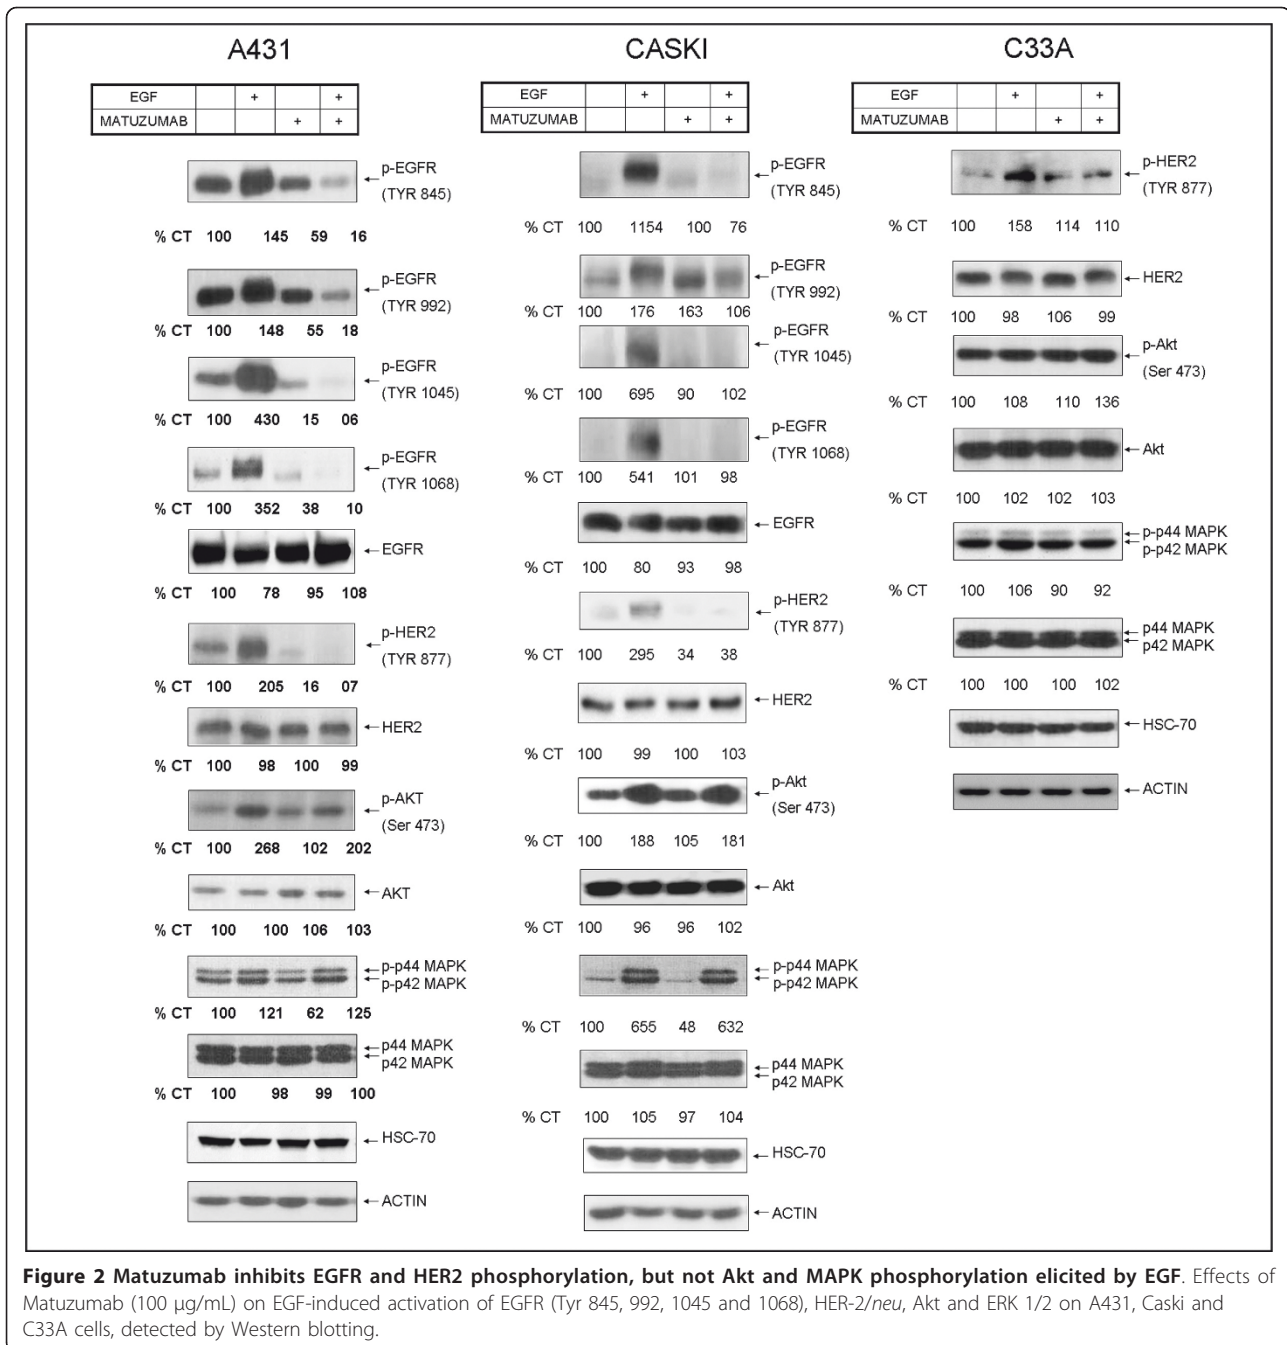 A431
EGF + +
MATUZUMAB + +
p-EGFR
(TYR 845)
% CT 100 145 59 16
p-EGFR
(TYR 992)
% CT 100 148 55 18
p-EGFR
(TYR 1045)
% CT 100 430 15 06
p-EGFR
(TYR 1068)
% CT 100 352 38 10
EGFR
% CT 100 78 95 108
p-HER2
(TYR 877)
% CT 100 205 16 07
HER2
% CT 100 98 100 99
p-AKT
(Ser 473)
% CT 100 268 102 202
AKT
% CT 100 100 106 103
p-p44 MAPK
p-p42 MAPK
% CT 100 121 62 125
p44 MAPK
p42 MAPK
% CT 100 98 99 100
HSC-70
ACTIN
CASKI
EGF + +
MATUZUMAB + +
p-EGFR
(TYR 845)
% CT 100 1154 100 76
p-EGFR
(TYR 992)
% CT 100 176 163 106
p-EGFR
(TYR 1045)
% CT 100 695 90 102
p-EGFR
(TYR 1068)
% CT 100 541 101 98
EGFR
% CT 100 80 93 98
p-HER2
(TYR 877)
% CT 100 295 34 38
HER2
% CT 100 99 100 103
p-Akt
(Ser 473)
% CT 100 188 105 181
Akt
% CT 100 96 96 102
p-p44 MAPK
p-p42 MAPK
% CT 100 655 48 632
p44 MAPK
p42 MAPK
% CT 100 105 97 104
HSC-70
ACTIN
C33A
EGF + +
MATUZUMAB + +
p-HER2
(TYR 877)
% CT 100 158 114 110
HER2
% CT 100 98 106 99
p-Akt
(Ser 473)
% CT 100 108 110 136
Akt
% CT 100 102 102 103
p-p44 MAPK
p-p42 MAPK
% CT 100 106 90 92
p44 MAPK
p42 MAPK
% CT 100 100 100 102
HSC-70
ACTIN
Figure 2 Matuzumab inhibits EGFR and HER2 phosphorylation, but not Akt and MAPK phosphorylation elicited by EGF. Effects of
Matuzumab (100 μg/mL) on EGF-induced activation of EGFR (Tyr 845, 992, 1045 and 1068), HER-2/neu, Akt and ERK 1/2 on A431, Caski and
C33A cells, detected by Western blotting.